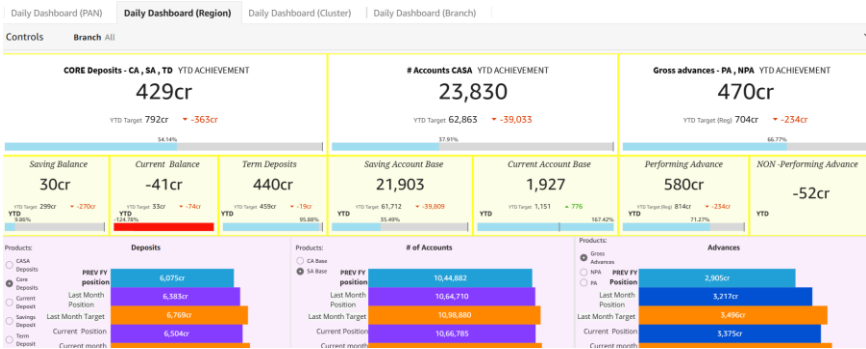 Daily Dashboard (PAN) Daily Dashboard (Region) Daily Dashboard (Cluster) Daily Dashboard (Branch)
Controls Branch All
CORE Deposits - CA , SA , TD YTD ACHIEVEMENT
429cr
YTD Target 792cr -363cr
54.14%
# Accounts CASA YTD ACHIEVEMENT
23,830
YTD Target 62,863 -39,033
37.91%
Gross advances - PA , NPA YTD ACHIEVEMENT
470cr
YTD Target (Reg) 704cr -234cr
66.77%
Saving Balance
30cr
YTD Target 299cr -270cr
YTD
9.86%
Current Balance
-41cr
YTD Target 33cr -74cr
YTD
-124.78%
Term Deposits
440cr
YTD Target 459cr -19cr
YTD
95.88%
Saving Account Base
21,903
YTD Target 61,712 -39,809
YTD
35.49%
Current Account Base
1,927
YTD Target 1,151 776
YTD
167.42%
Performing Advance
580cr
YTD Target (Reg) 814cr -234cr
YTD
71.27%
NON -Performing Advance
-52cr
YTD
Products:
CASA Deposits
Core Deposits
Current Deposit
Savings Deposit
Term Deposit
Deposits
PREV FY position 6,075cr
Last Month Position 6,383cr
Last Month Target 6,769cr
Current Position 6,504cr
Current month
Products:
CA Base
SA Base
# of Accounts
PREV FY position 10,44,882
Last Month Position 10,64,710
Last Month Target 10,98,880
Current Position 10,66,785
Current month
Products:
Gross Advances
NPA
PA
Advances
PREV FY Position 2,905cr
Last Month Position 3,217cr
Last Month Target 3,496cr
Current Position 3,375cr
Current month